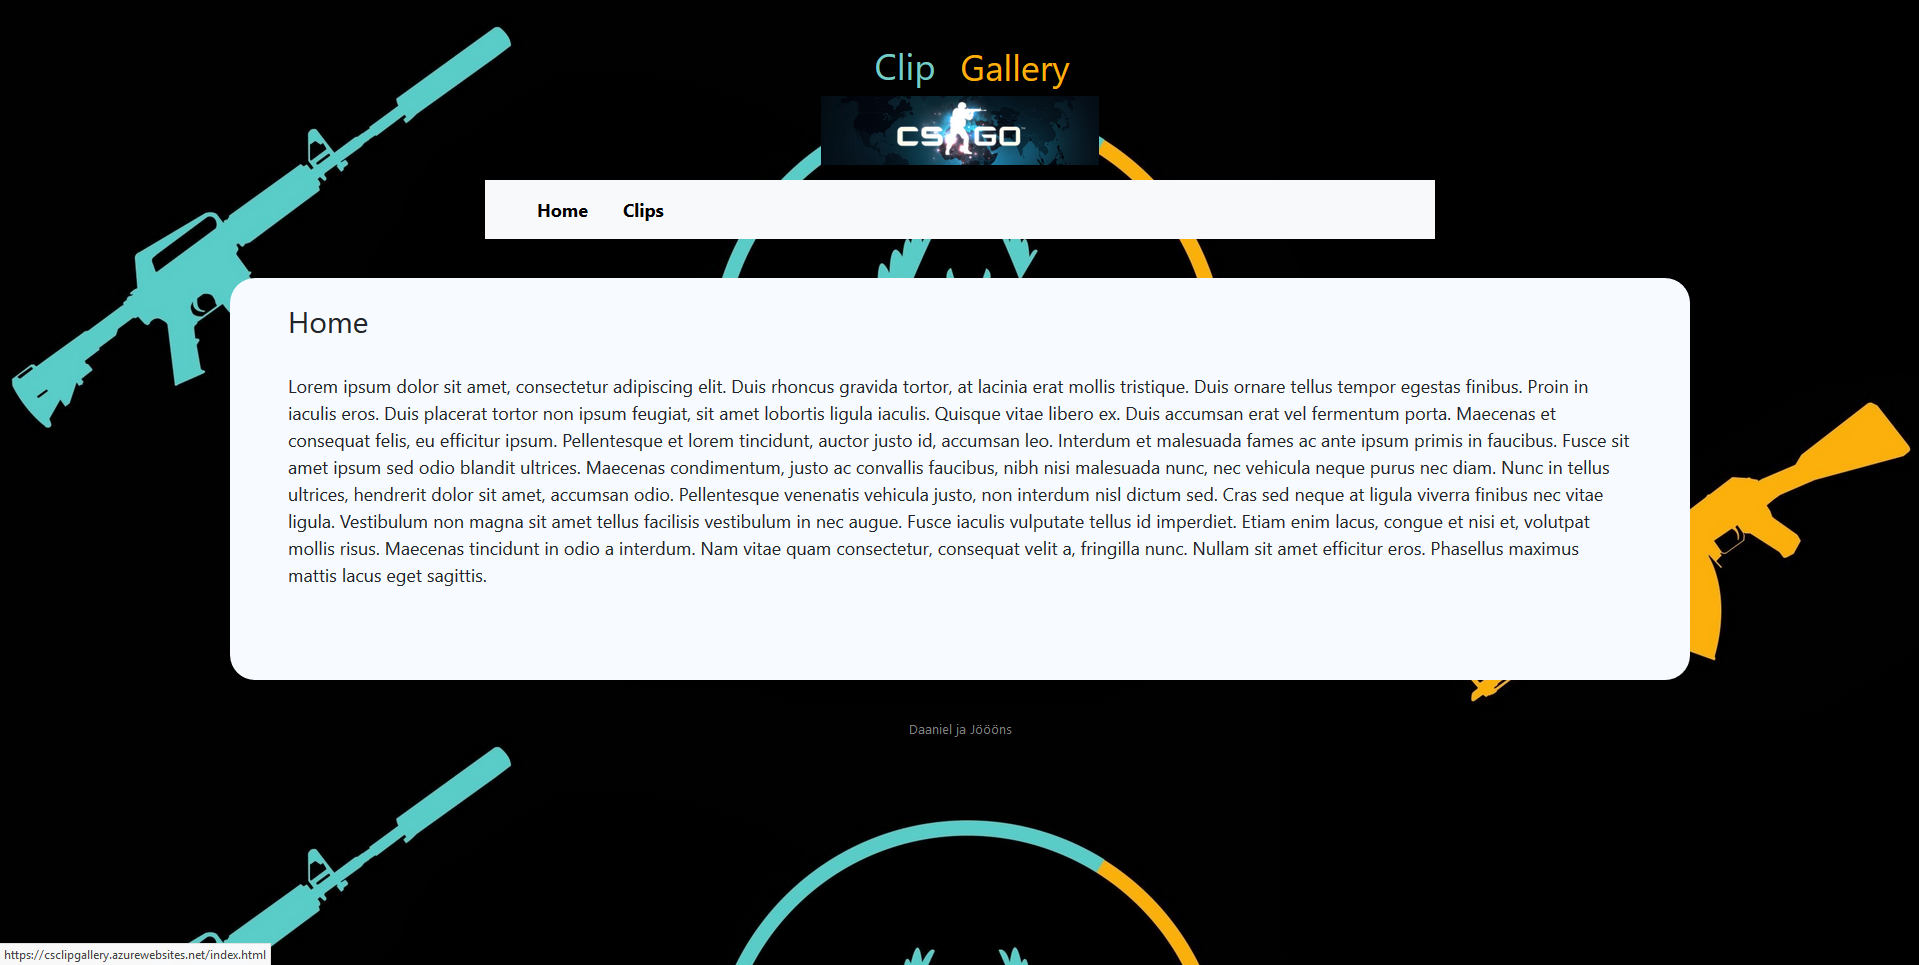 Clip Gallery
CS GO
Home Clips
Home
Lorem ipsum dolor sit amet, consectetur adipiscing elit. Duis rhoncus gravida tortor, at lacinia erat mollis tristique. Duis ornare tellus tempor egestas finibus. Proin in
iaculis eros. Duis placerat tortor non ipsum feugiat, sit amet lobortis ligula iaculis. Quisque vitae libero ex. Duis accumsan erat vel fermentum porta. Maecenas et
consequat felis, eu efficitur ipsum. Pellentesque et lorem tincidunt, auctor justo id, accumsan leo. Interdum et malesuada fames ac ante ipsum primis in faucibus. Fusce sit
amet ipsum sed odio blandit ultrices. Maecenas condimentum, justo ac convallis faucibus, nibh nisi malesuada nunc, nec vehicula neque purus nec diam. Nunc in tellus
ultrices, hendrerit dolor sit amet, accumsan odio. Pellentesque venenatis vehicula justo, non interdum nisl dictum sed. Cras sed neque at ligula viverra finibus nec vitae
ligula. Vestibulum non magna sit amet tellus facilisis vestibulum in nec augue. Fusce iaculis vulputate tellus id imperdiet. Etiam enim lacus, congue et nisi et, volutpat
mollis risus. Maecenas tincidunt in odio a interdum. Nam vitae quam consectetur, consequat velit a, fringilla nunc. Nullam sit amet efficitur eros. Phasellus maximus
mattis lacus eget sagittis.
Daaniel ja Jöööns
https://csclipgallery.azurewebsites.net/index.html